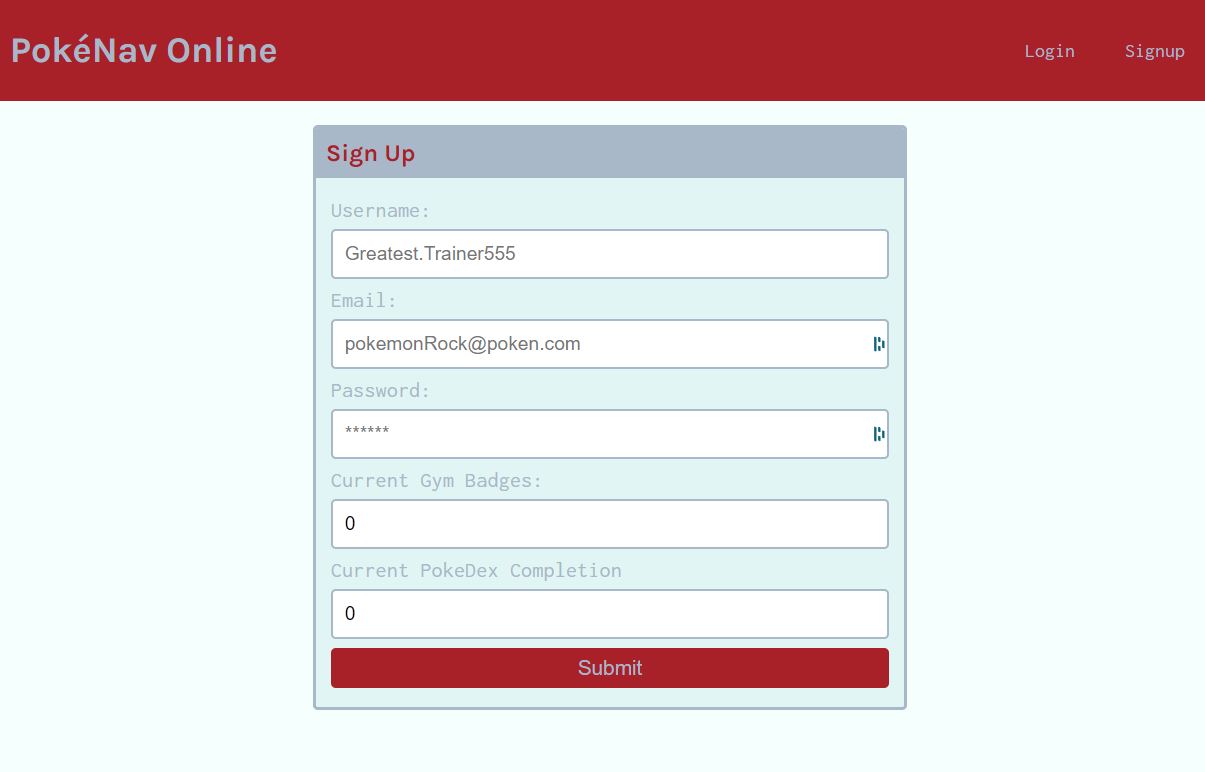 PokéNav Online
Login
Signup
Sign Up
Username:
Greatest.Trainer555
Email:
pokemonRock@poken.com
Password:
******
Current Gym Badges:
0
Current PokeDex Completion
0
Submit